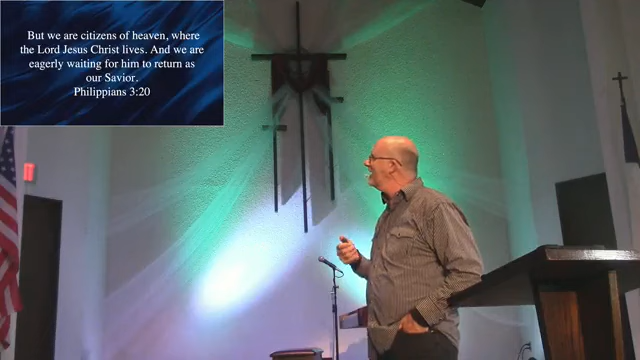 But we are citizens of heaven, where
the Lord Jesus Christ lives. And we are
eagerly waiting for him to return as
our Savior.
Philippians 3:20